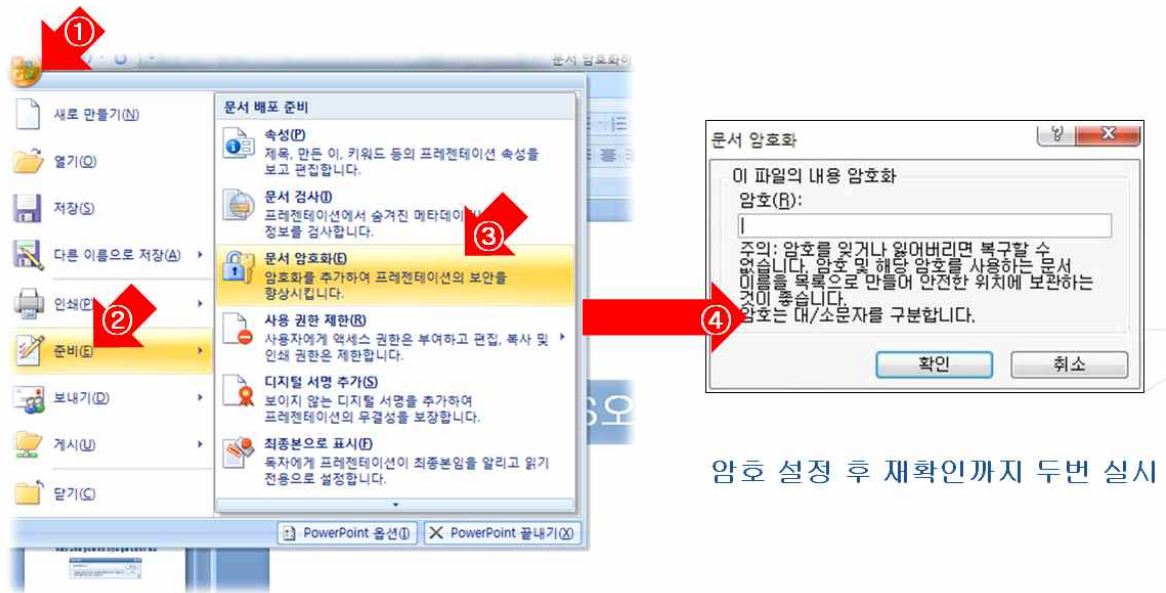 ①
문서 암호화하
새로 만들기(N)
열기(O)
저장(S)
다른 이름으로 저장(A)
인쇄(P)
②
준비(E)
보내기(D)
게시(U)
닫기(C)
문서 배포 준비
속성(P)
제목, 만든 이, 키워드 등의 프레젠테이션 속성을
보고 편집합니다.
문서 검사(I)
프레젠테이션에서 숨겨진 메타데이
정보를 검사합니다.
③
문서 암호화(E)
암호화를 추가하여 프레젠테이션의 보안을
향상시킵니다.
사용 권한 제한(R)
사용자에게 액세스 권한은 부여하고 편집, 복사 및
인쇄 권한은 제한합니다.
디지털 서명 추가(S)
보이지 않는 디지털 서명을 추가하여
프레젠테이션의 무결성을 보장합니다.
최종본으로 표시(F)
독자에게 프레젠테이션이 최종본임을 알리고 읽기
전용으로 설정합니다.
PowerPoint 옵션(I) PowerPoint 끝내기(X)
S오
④
문서 암호화
이 파일의 내용 암호화
암호(R):
주의: 암호를 잊거나 잃어버리면 복구할 수
없습니다. 암호 및 해당 암호를 사용하는 문서
이름을 목록으로 만들어 안전한 위치에 보관하는
것이 좋습니다.
암호는 대/소문자를 구분합니다.
확인 취소
암호 설정 후 재확인까지 두번 실시